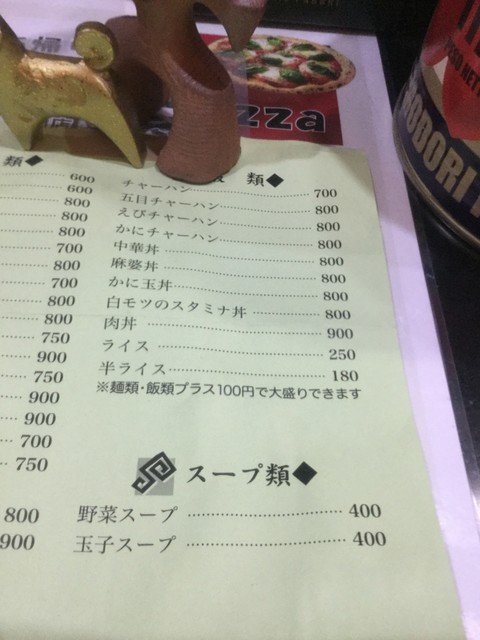 zza
類◆
600
600
800
800
700
800
700
800
800
750
900
750
900
900
700
750
800
900
類◆
チャーハン 700
五目チャーハン 800
えびチャーハン 800
かにチャーハン 800
中華丼 800
麻婆丼 800
かに玉丼 800
白モツのスタミナ丼 800
肉丼 900
ライス 250
半ライス 180
※麺類・飯類プラス100円で大盛りできます
スープ類◆
野菜スープ 400
玉子スープ 400